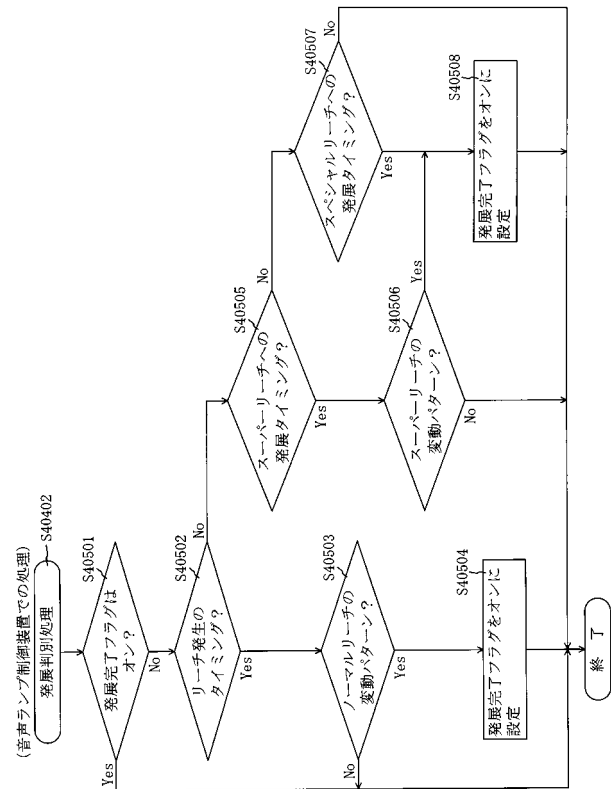 (音声ランプ制御装置での処理)
発展判別処理
S40402
S40501
発展完了フラグは
オン?
Yes
No
S40502
リーチ発生の
タイミング?
No
Yes
S40503
ノーマルリーチの
変動パターン?
No
Yes
S40504
発展完了フラグをオンに
設定
S40505
スーパーリーチへの
発展タイミング?
No
Yes
S40506
スーパーリーチの
変動パターン?
Yes
No
S40507
スペシャルリーチへの
発展タイミング?
No
Yes
S40508
発展完了フラグをオンに
設定
終 了